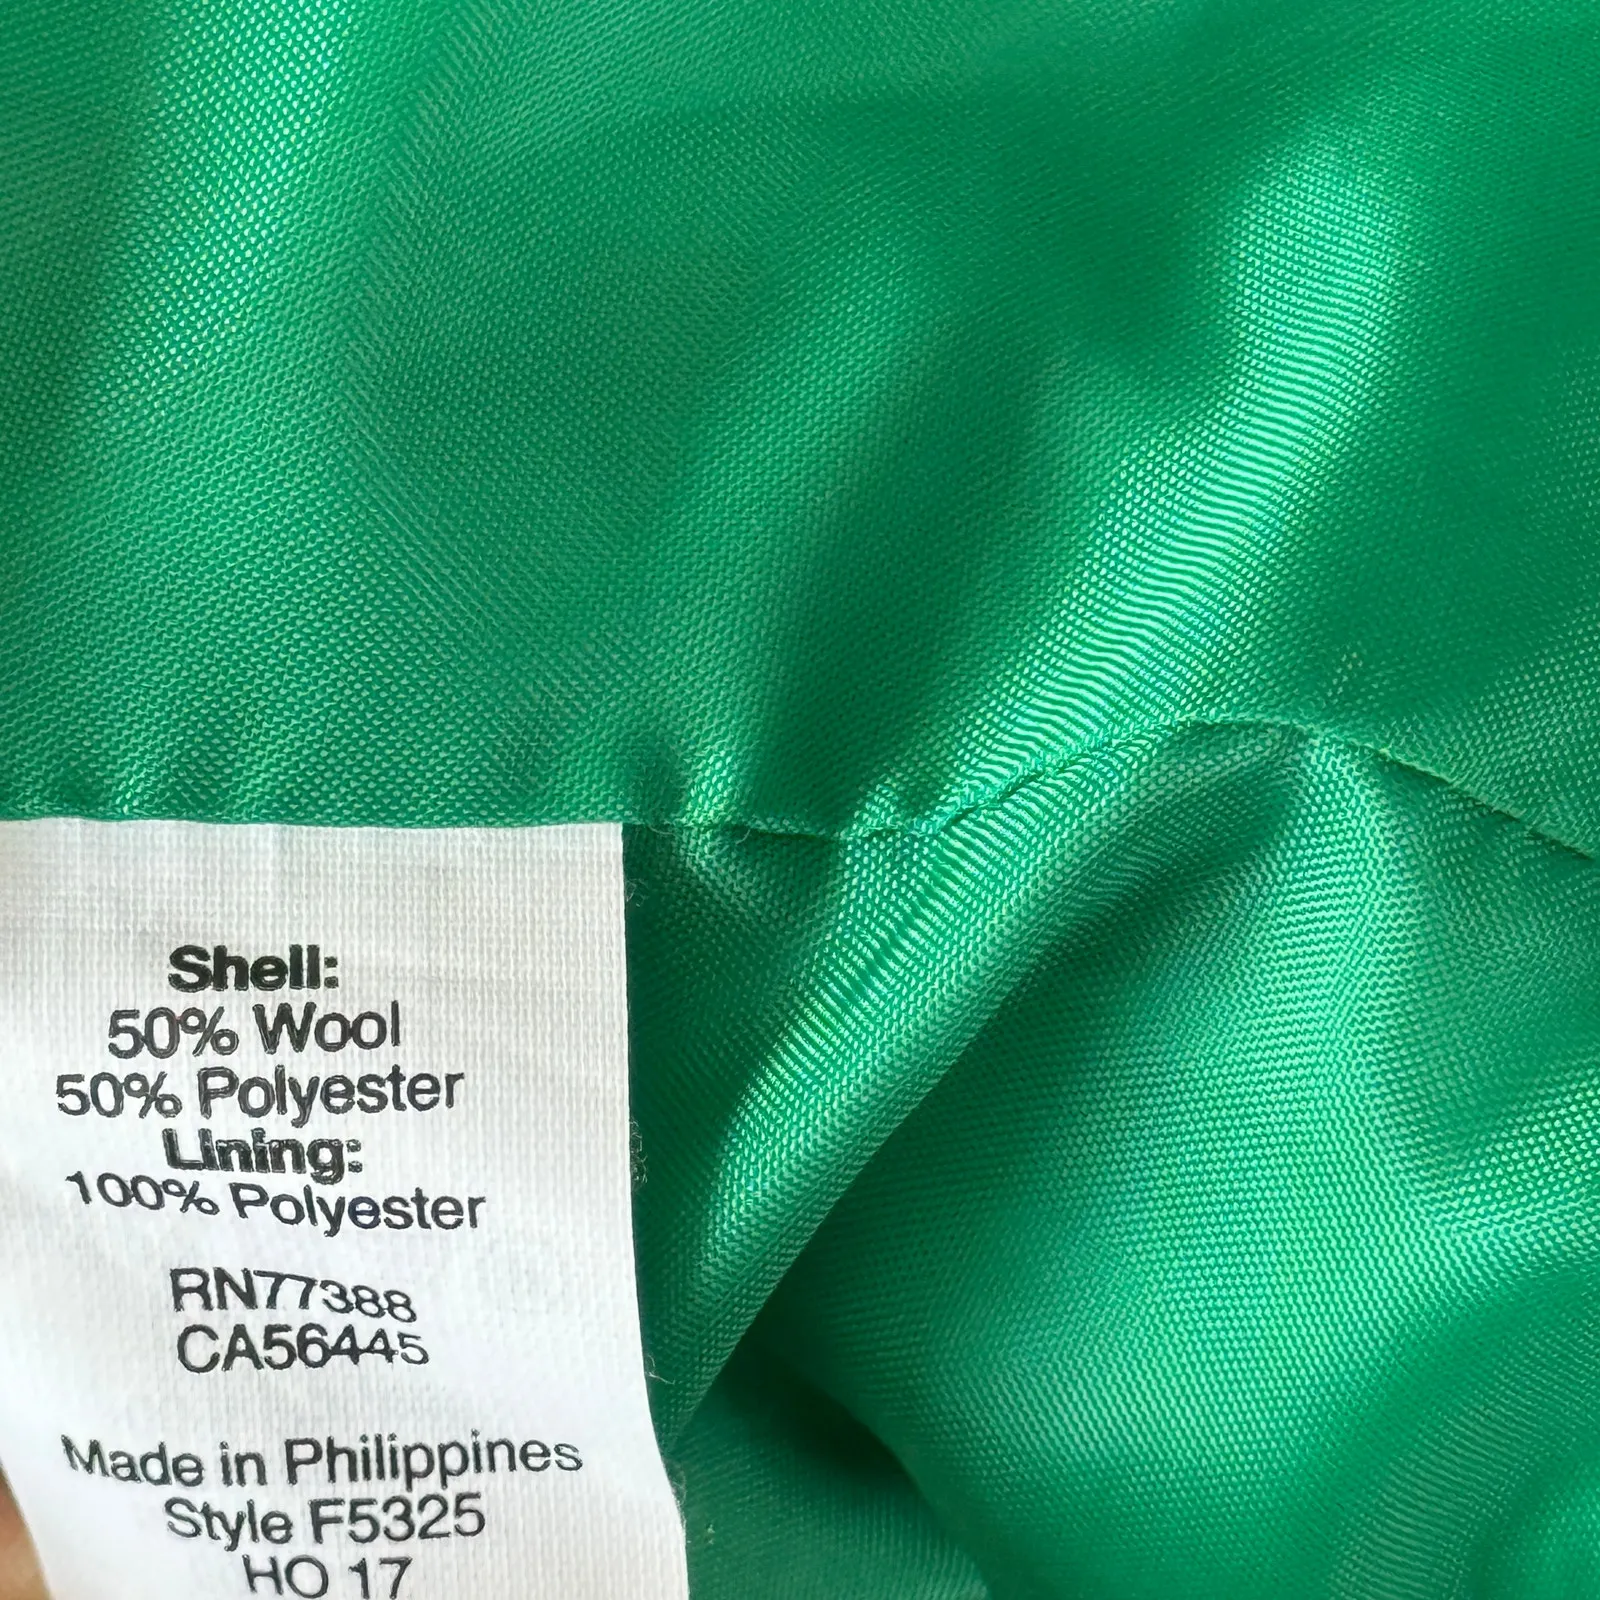 Shell:
50% Wool
50% Polyester
Lining:
100% Polyester
RN77388
CA56445
Made in Philippines
Style F5325
HO 17